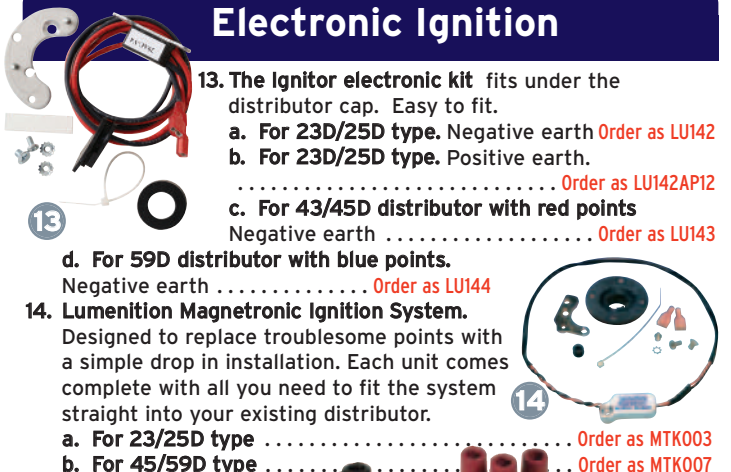 Electronic Ignition
13. The Ignitor electronic kit fits under the
distributor cap. Easy to fit.
a. For 23D/25D type. Negative earth Order as LU142
b. For 23D/25D type. Positive earth.
. . . . . . . . . . . . . . . . . . . . . . . . . . . . . Order as LU142AP12
c. For 43/45D distributor with red points
Negative earth . . . . . . . . . . . . . . . . . . . Order as LU143
13
d. For 59D distributor with blue points.
Negative earth . . . . . . . . . . . . . . Order as LU144
14. Lumenition Magnetronic Ignition System.
Designed to replace troublesome points with
a simple drop in installation. Each unit comes
complete with all you need to fit the system
straight into your existing distributor.
14
a. For 23/25D type . . . . . . . . . . . . . . . . . . . . . . . . . . . . Order as MTK003
b. For 45/59D type . . . . . . . . . . . . . . . . . . . . . . . . . . . . Order as MTK007